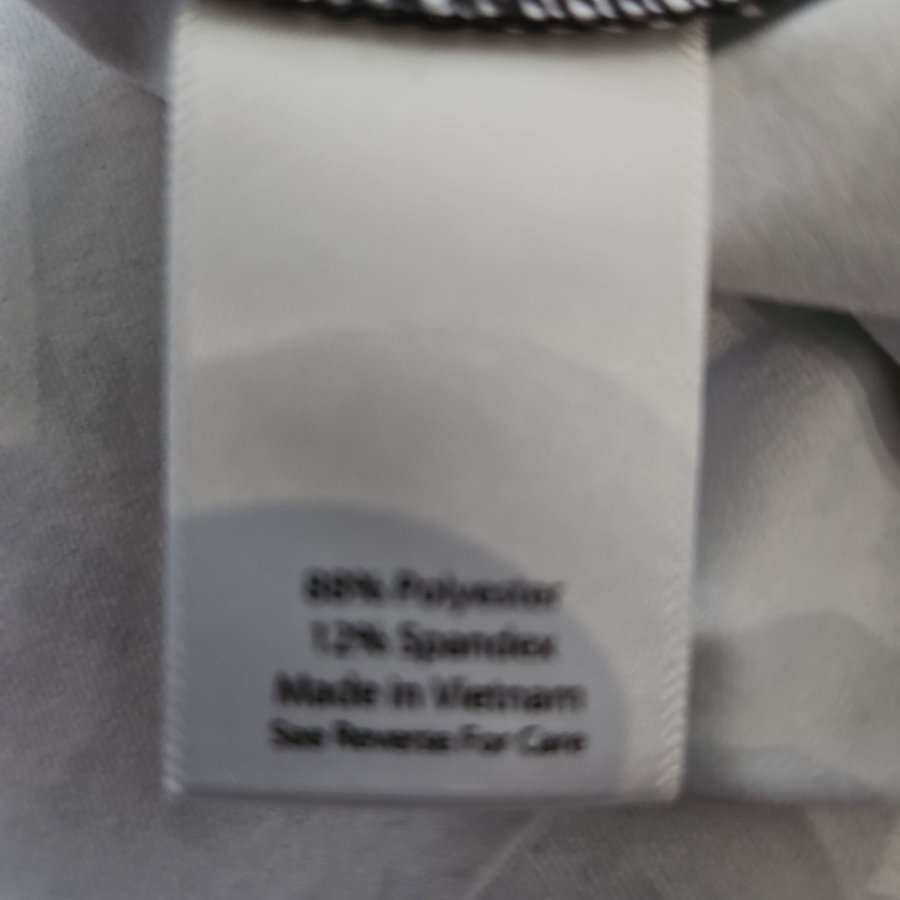 88% Polyester
12% Spandex
Made in Vietnam
See Reverse For Care